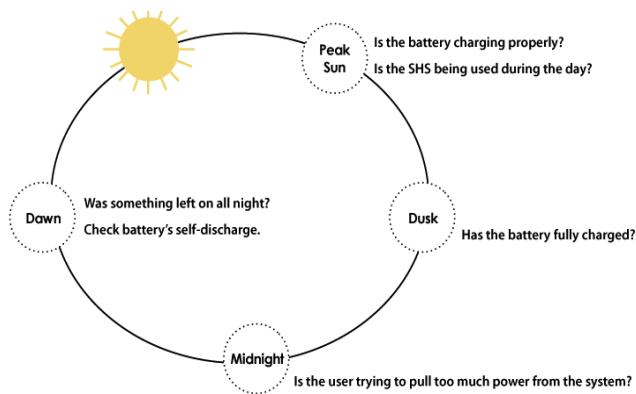 Peak
Sun
Is the battery charging properly?
Is the SHS being used during the day?
Dawn
Was something left on all night?
Check battery's self-discharge.
Dusk
Has the battery fully charged?
Midnight
Is the user trying to pull too much power from the system?